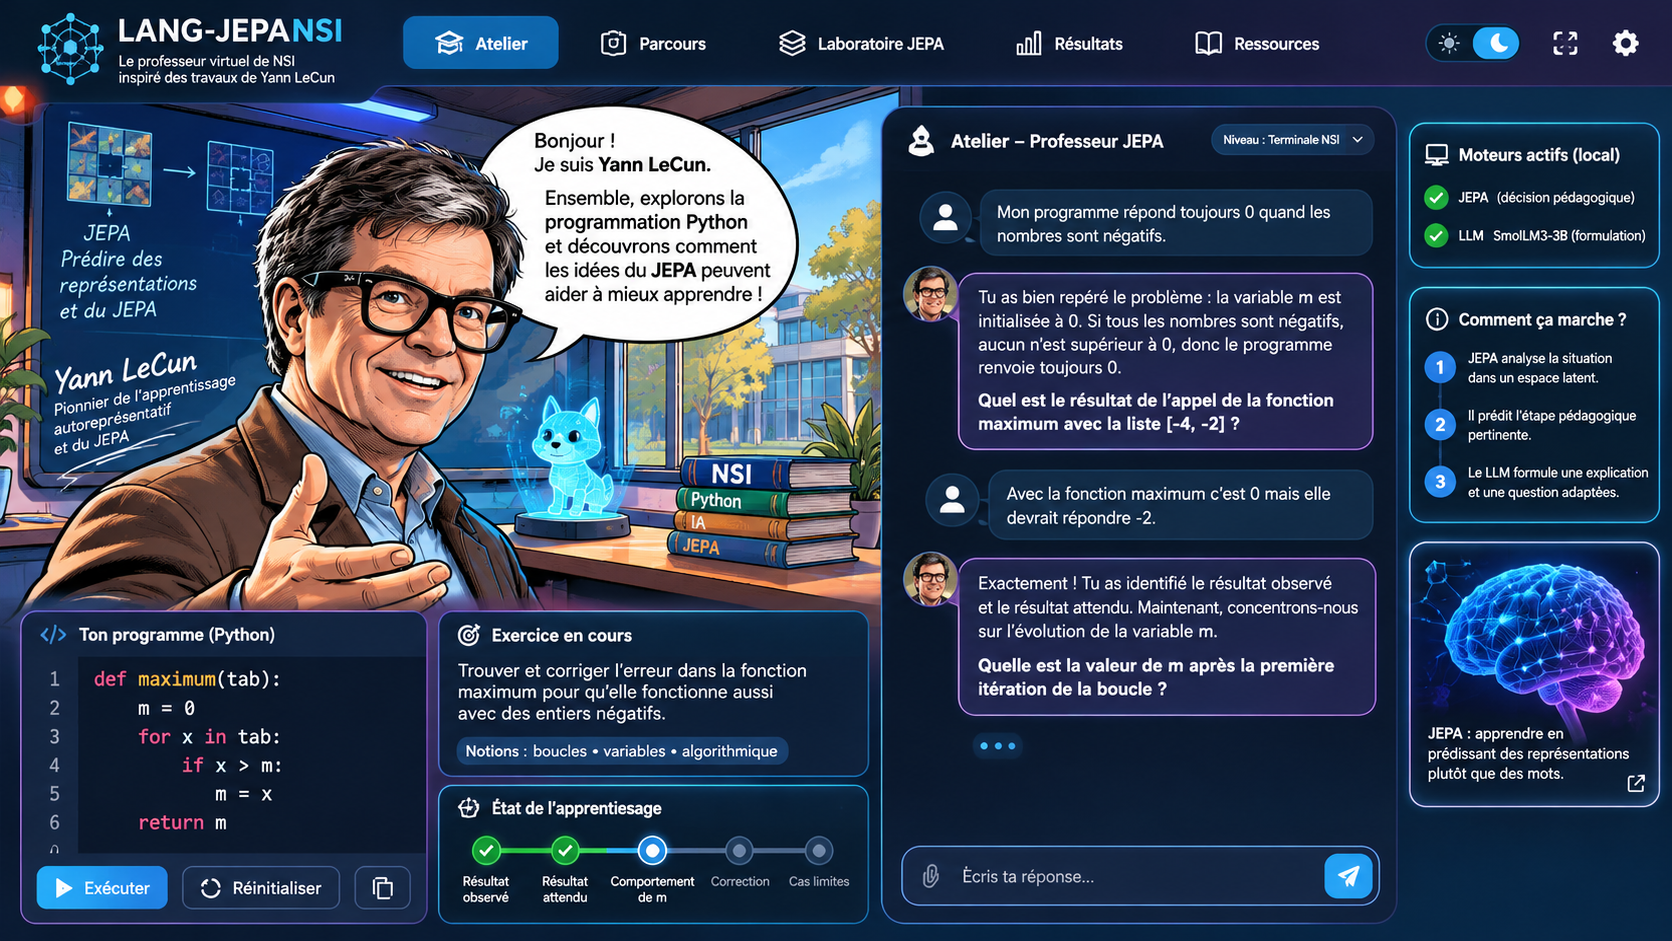 LANG-JEPANSI
Le professeur virtuel de NSI
inspiré des travaux de Yann LeCun
Atelier
Parcours
Laboratoire JEPA
Résultats
Ressources
JEPA
Prédire des
représentations
et du JEPA
Yann LeCun
Pionnier de l'apprentissage
autoreprésentatif
et du JEPA
Bonjour !
Je suis Yann LeCun.
Ensemble, explorons la
programmation Python
et découvrons comment
les idées du JEPA peuvent
aider à mieux apprendre !
NSI
Python
IA
JEPA
</> Ton programme (Python)
1 def maximum(tab):
2 m = 0
3 for x in tab:
4 if x > m:
5 m = x
6 return m
Exécuter
Réinitialiser
Exercice en cours
Trouver et corriger l'erreur dans la fonction
maximum pour qu'elle fonctionne aussi
avec des entiers négatifs.
Notions : boucles • variables • algorithmique
État de l'apprentiesage
Résultat
observé
Résultat
attendu
Comportement
de m
Correction
Cas limites
Atelier – Professeur JEPA
Niveau : Terminale NSI
Mon programme répond toujours 0 quand les
nombres sont négatifs.
Tu as bien repéré le problème : la variable m est
initialisée à 0. Si tous les nombres sont négatifs,
aucun n'est supérieur à 0, donc le programme
renvoie toujours 0.
Quel est le résultat de l'appel de la fonction
maximum avec la liste [-4, -2] ?
Avec la fonction maximum c'est 0 mais elle
devrait répondre -2.
Exactement ! Tu as identifié le résultat observé
et le résultat attendu. Maintenant, concentrons-nous
sur l'évolution de la variable m.
Quelle est la valeur de m après la première
itération de la boucle ?
Ècris ta réponse...
Moteurs actifs (local)
JEPA (décision pédagogique)
LLM SmolLM3-3B (formulation)
Comment ça marche ?
1 JEPA analyse la situation
dans un espace latent.
2 Il prédit l'étape pédagogique
pertinente.
3 Le LLM formule une explication
et une question adaptées.
JEPA : apprendre en
prédissant des représentations
plutôt que des mots.